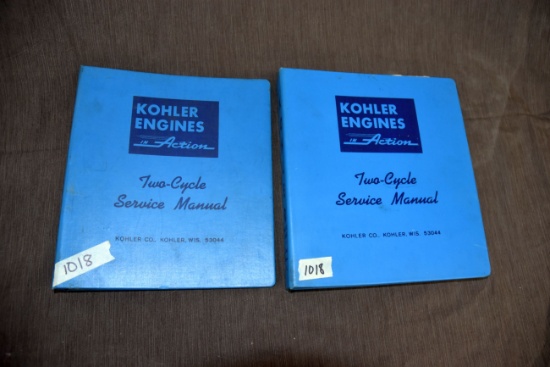 KOHLER
ENGINES
IN Action
Two-Cycle
Service Manual
KOHLER CO. KOHLER, WIS. 53044
1018
KOHLER
ENGINES
IN Action
Two-Cycle
Service Manual
KOHLER CO. KOHLER, WIS. 53044
1018